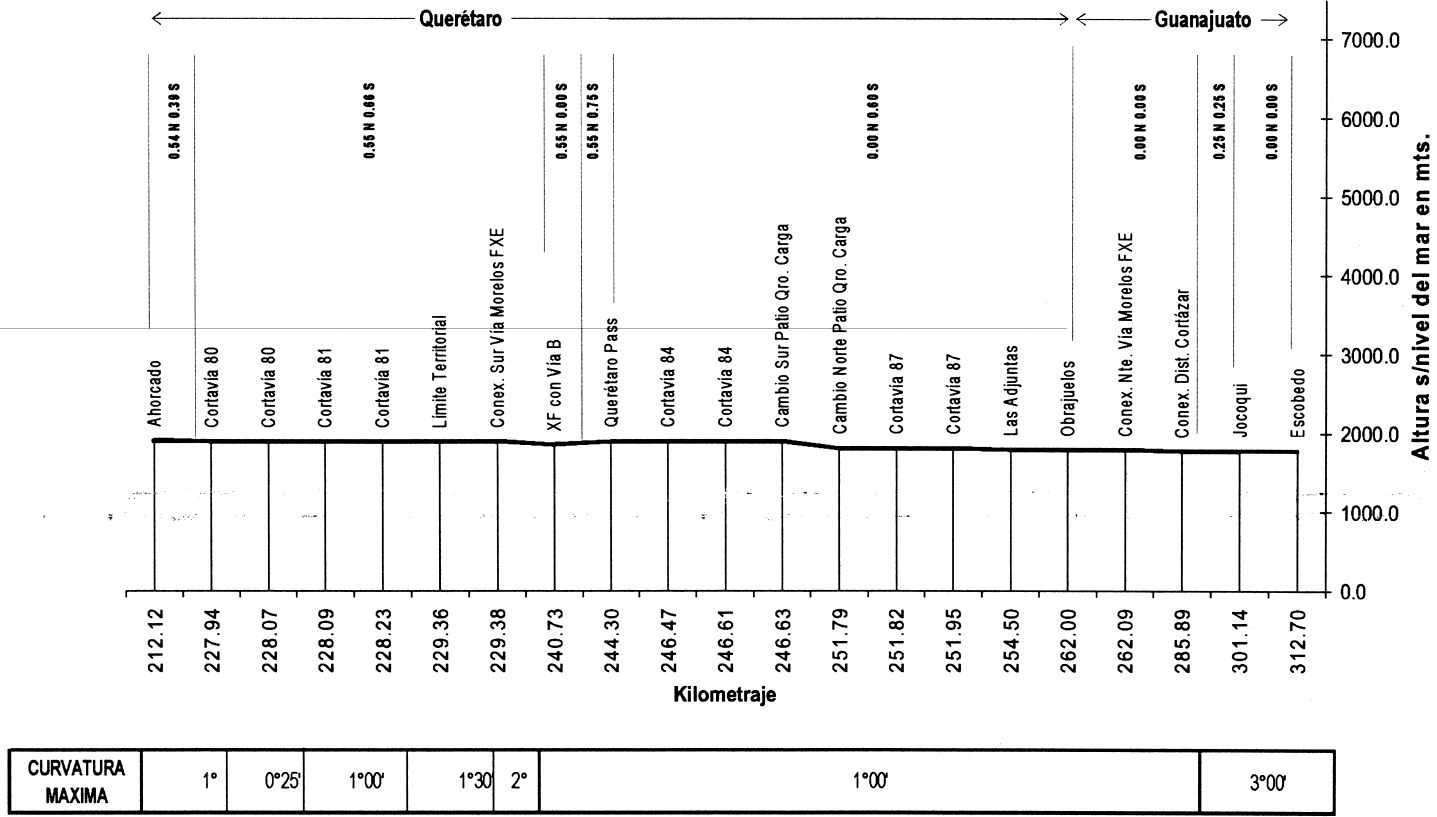 Querétaro
Guanajuato
0.54 N 0.39 S
0.55 N 0.66 S
0.55 N 0.00 S
0.55 N 0.75 S
0.00 N 0.60 S
0.00 N 0.00 S
0.25 N 0.25 S
0.00 N 0.00 S
7000.0
6000.0
5000.0
4000.0
3000.0
2000.0
1000.0
0.0
Altura s/nivel del mar en mts.
Ahorcado
Cortavía 80
Cortavía 80
Cortavía 81
Cortavía 81
Límite Territorial
Conex. Sur Vía Morelos FXE
XF con Vía B
Querétaro Pass
Cortavía 84
Cortavía 84
Cambio Sur Patio Qro. Carga
Cambio Norte Patio Qro. Carga
Cortavía 87
Cortavía 87
Las Adjuntas
Obrajuelos
Conex. Nte. Vía Morelos FXE
Conex. Dist. Cortázar
Jocoqui
Escobedo
212.12
227.94
228.07
228.09
228.23
229.36
229.38
240.73
244.30
246.47
246.61
246.63
251.79
251.82
251.95
254.50
262.00
262.09
285.89
301.14
312.70
Kilometraje
CURVATURA
MAXIMA
1° 0°25' 1°00' 1°30' 2° 1°00' 3°00'